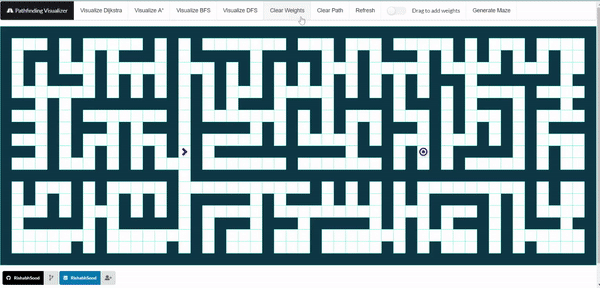 Pathfinding Visualizer Visualize Dijkstra Visualize A* Visualize BFS Visualize DFS Clear Weights Clear Path Refresh Drag to add weights Generate Maze
RishabhSood RishabhSood